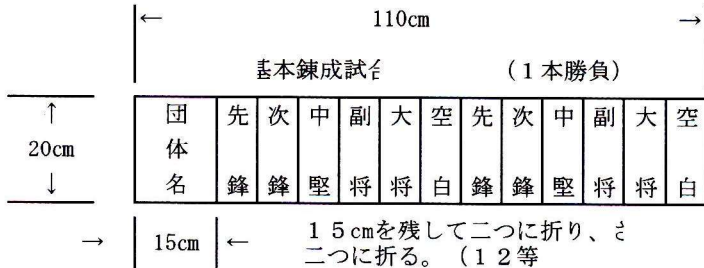 ← 110cm →
基本錬成試合 (1本勝負)
↑ 20cm ↓
団体名 先鋒 次鋒 中堅 副将 大将 空白 先鋒 次鋒 中堅 副将 大将 空白
→ 15cm ← 15cmを残して二つに折り、さ
二つに折る。(12等